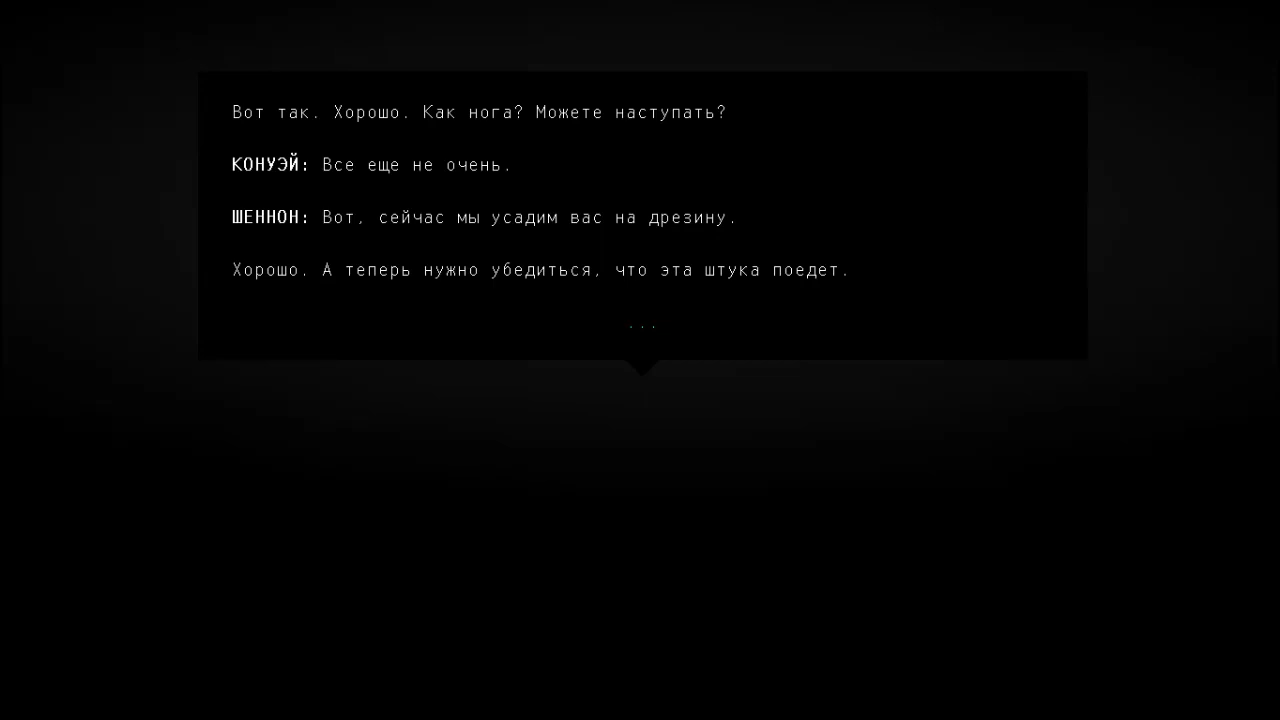 Вот так. Хорошо. Как нога? Можете наступать?
КОНУЭЙ: Все еще не очень.
ШЕННОН: Вот, сейчас мы усадим вас на дрезину.
Хорошо. А теперь нужно убедиться, что эта штука поедет.
...